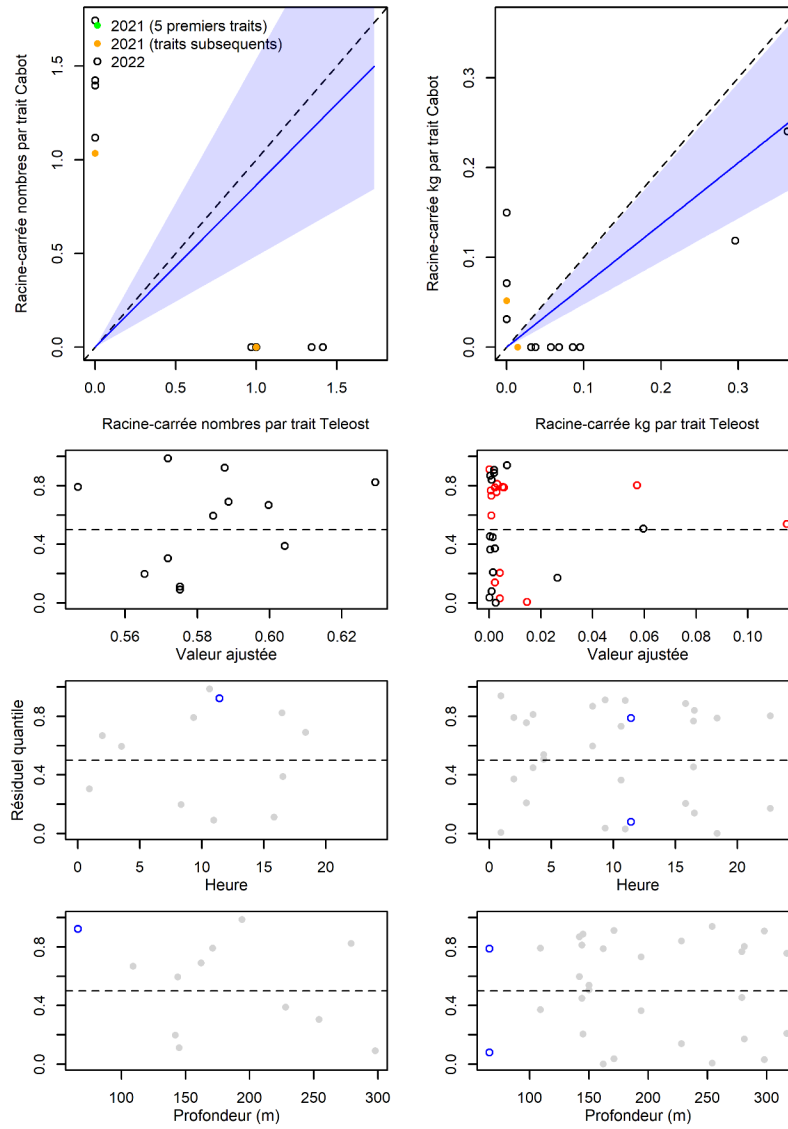 2021 (5 premiers traits)
2021 (traits subsequents)
2022
Racine-carrée nombres par trait Cabot
0.0 0.5 1.0 1.5
0.0 0.5 1.0 1.5
Racine-carrée nombres par trait Teleost
Racine-carrée kg par trait Cabot
0.0 0.1 0.2 0.3
0.0 0.1 0.2 0.3
Racine-carrée kg par trait Teleost
0.0 0.4 0.8
0.56 0.58 0.60 0.62
Valeur ajustée
0.0 0.4 0.8
0.00 0.02 0.04 0.06 0.08 0.10
Valeur ajustée
Résiduel quantile
0.0 0.4 0.8
0 5 10 15 20
Heure
0.0 0.4 0.8
0 5 10 15 20
Heure
0.0 0.4 0.8
100 150 200 250 300
Profondeur (m)
0.0 0.4 0.8
100 150 200 250 300
Profondeur (m)